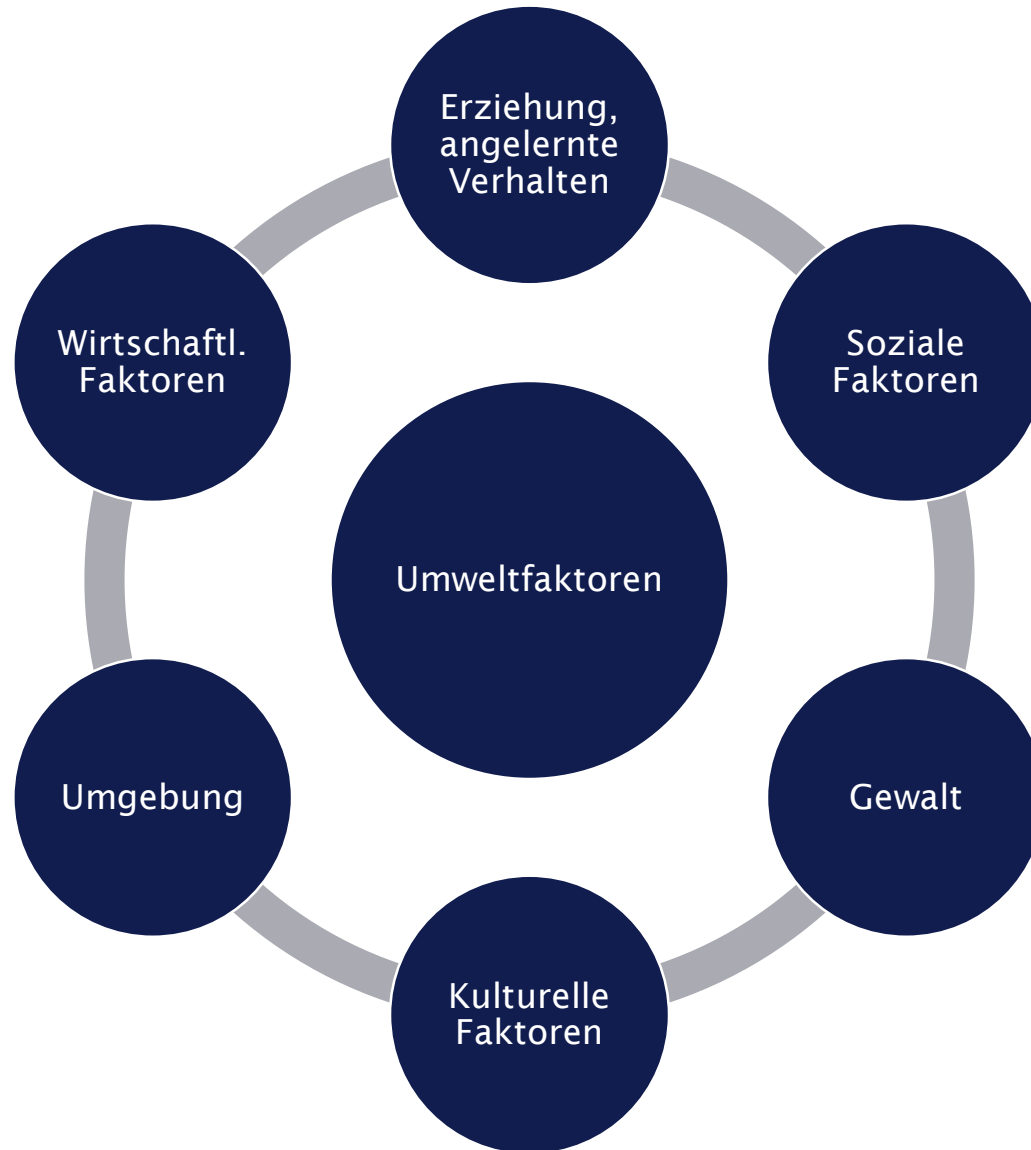 Erziehung,
angelernte
Verhalten
Soziale
Faktoren
Gewalt
Kulturelle
Faktoren
Umgebung
Wirtschaftl.
Faktoren
Umweltfaktoren